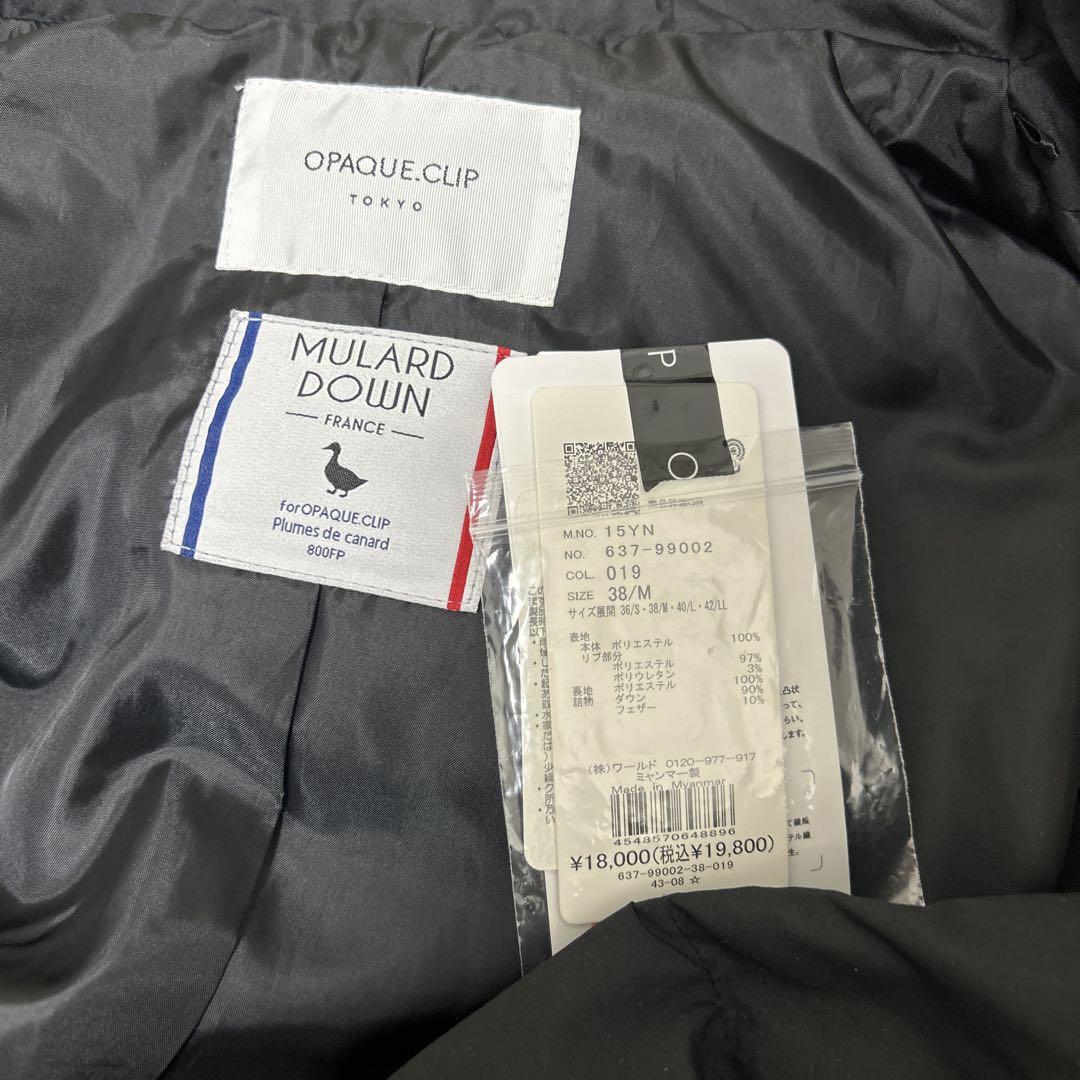 OPAQUE.CLIP
TOKYO
MULARD
DOWN
FRANCE
forOPAQUE.CLIP
Plumes de canard
800FP
P
O
M.NO. 15YN
NO. 637-99002
COL. 019
SIZE 38/M
サイズ展開 36/S・38/M・40/L・42/LL
表地
本体 ポリエステル 100%
リブ部分
ポリエステル 97%
ポリウレタン 3%
裏地 ポリエステル 100%
詰物 ダウン 90%
フェザー 10%
(株)ワールド 0120-977-917
ミャンマー製
Made in Myanmar
4548570648896
¥18,000(税込¥19,800)
637-99002-38-019
43-08 ☆